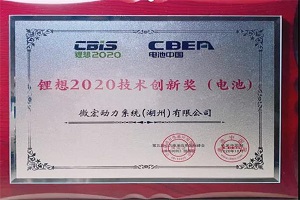 CBIS
锂想2020
CBEA
电池中国
锂想2020技术创新奖（电池）
微宏动力系统(湖州)有限公司